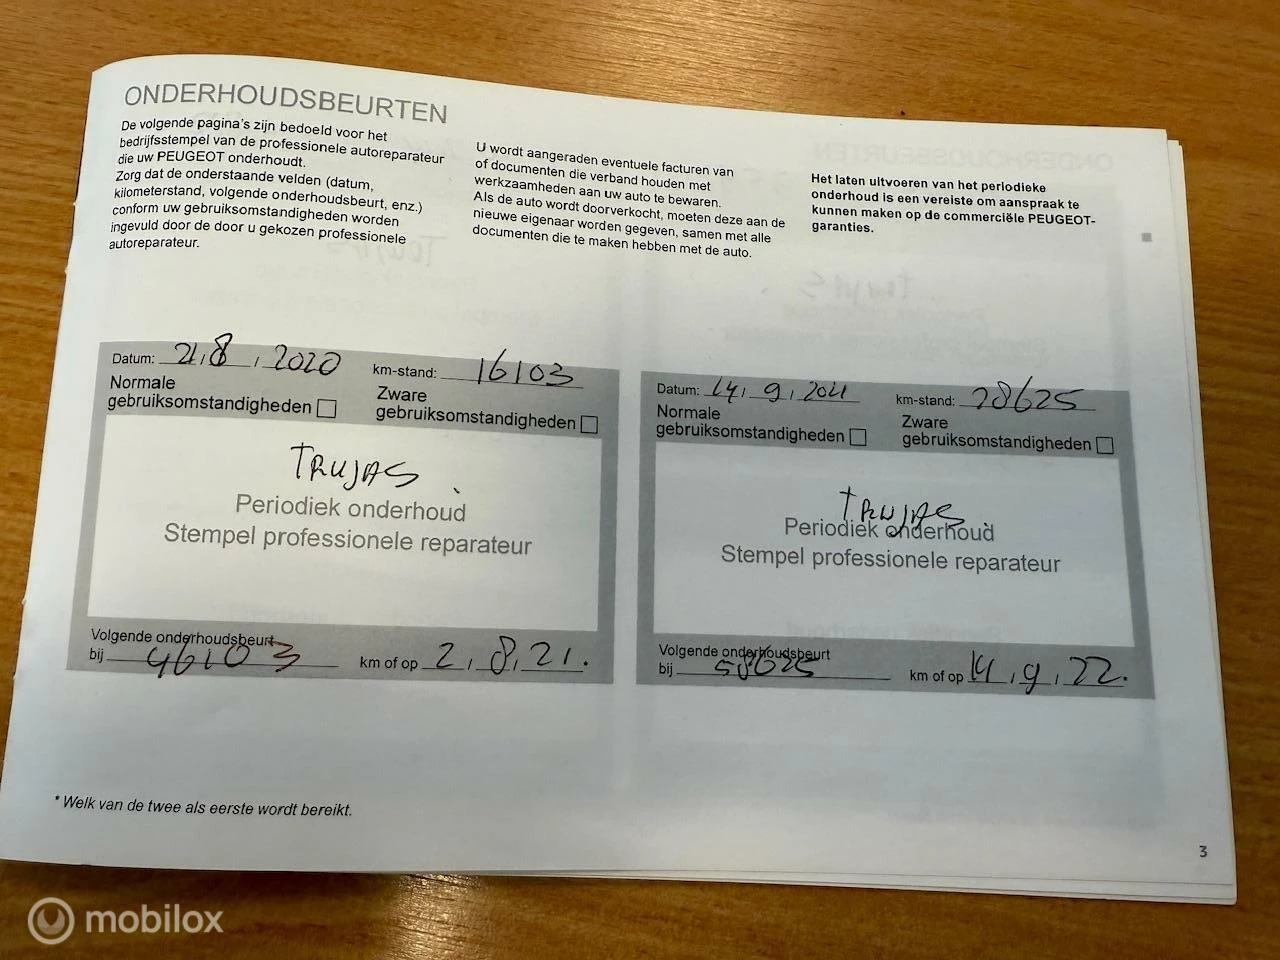 ONDERHOUDSBEURTEN
De volgende pagina's zijn bedoeld voor het
bedrijfsstempel van de professionele autoreparateur
die uw PEUGEOT onderhoudt.
Zorg dat de onderstaande velden (datum,
kilometerstand, volgende onderhoudsbeurt, enz.)
conform uw gebruiksomstandigheden worden
ingevuld door de door u gekozen professionele
autoreparateur.
U wordt aangeraden eventuele facturen van
of documenten die verband houden met
werkzaamheden aan uw auto te bewaren.
Als de auto wordt doorverkocht, moeten deze aan de
nieuwe eigenaar worden gegeven, samen met alle
documenten die te maken hebben met de auto.
Het laten uitvoeren van het periodieke
onderhoud is een vereiste om aanspraak te
kunnen maken op de commerciële PEUGEOT-
garanties.
Datum: 21,8,2020 km-stand: 16103
Normale
gebruiksomstandigheden
Zware
gebruiksomstandigheden
TRUJAS
Periodiek onderhoud
Stempel professionele reparateur
Volgende onderhoudsbeurt
bij 46103 km of op 2,8,21.
Datum: 14,9,2021 km-stand: 28625
Normale
gebruiksomstandigheden
Zware
gebruiksomstandigheden
TRUJAS
Periodiek onderhoud
Stempel professionele reparateur
Volgende onderhoudsbeurt
bij 58625 km of op 14,9,22.
* Welk van de twee als eerste wordt bereikt.
3
mobilox